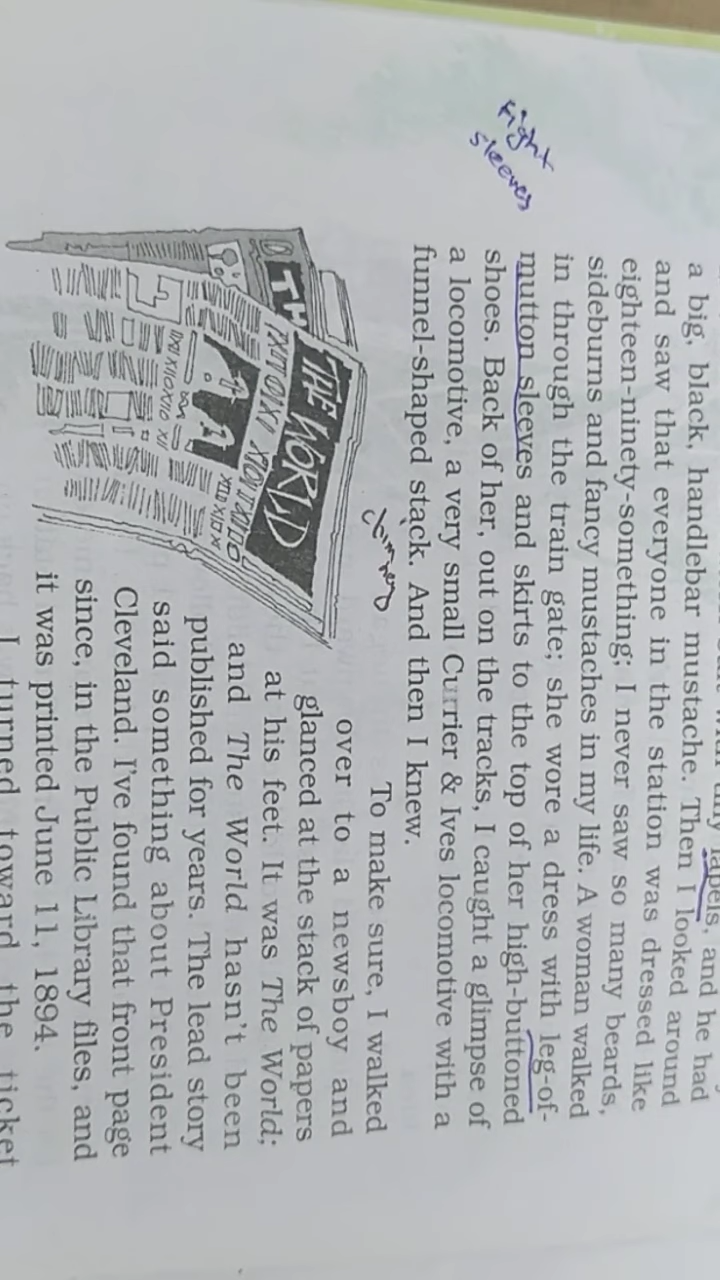 lapels, and he had
a big, black, handlebar mustache. Then I looked around
and saw that everyone in the station was dressed like
eighteen-ninety-something; I never saw so many beards,
sideburns and fancy mustaches in my life. A woman walked
in through the train gate; she wore a dress with leg-of-
mutton sleeves and skirts to the top of her high-buttoned
shoes. Back of her, out on the tracks, I caught a glimpse of
a locomotive, a very small Currier & Ives locomotive with a
funnel-shaped stack. And then I knew.
right
sleeves
To make sure, I walked
over to a newsboy and
glanced at the stack of papers
at his feet. It was The World;
and The World hasn't been
published for years. The lead story
said something about President
Cleveland. I've found that front page
since, in the Public Library files, and
it was printed June 11, 1894.
I turned toward the ticket
TH
THE WORLD